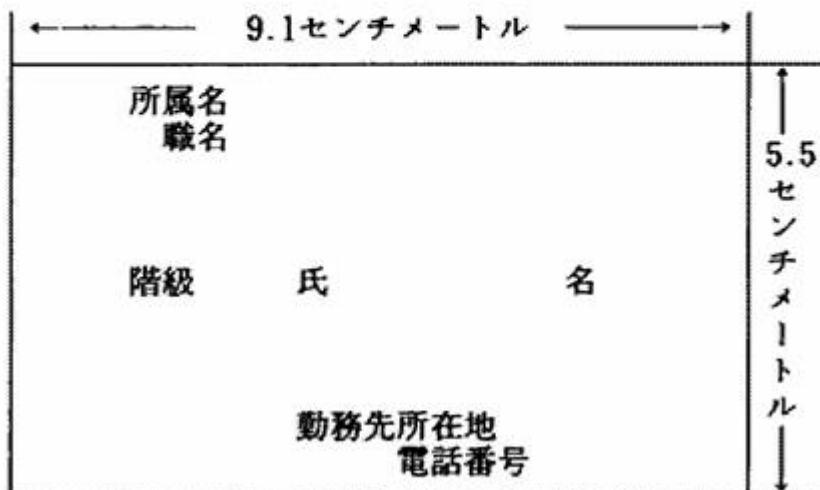 9.1センチメートル
所属名
職名
5.5センチメートル
階級 氏 名
勤務先所在地
電話番号